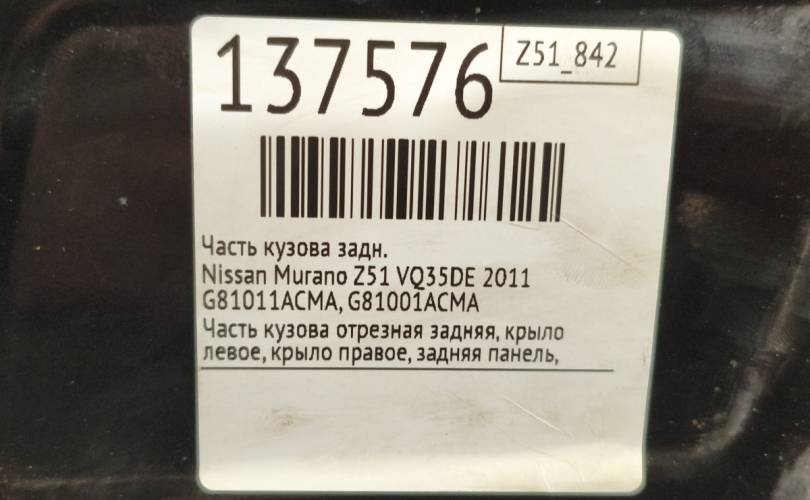 137576
Z51_842
Часть кузова задн.
Nissan Murano Z51 VQ35DE 2011
G81011ACMA, G81001ACMA
Часть кузова отрезная задняя, крыло
левое, крыло правое, задняя панель,